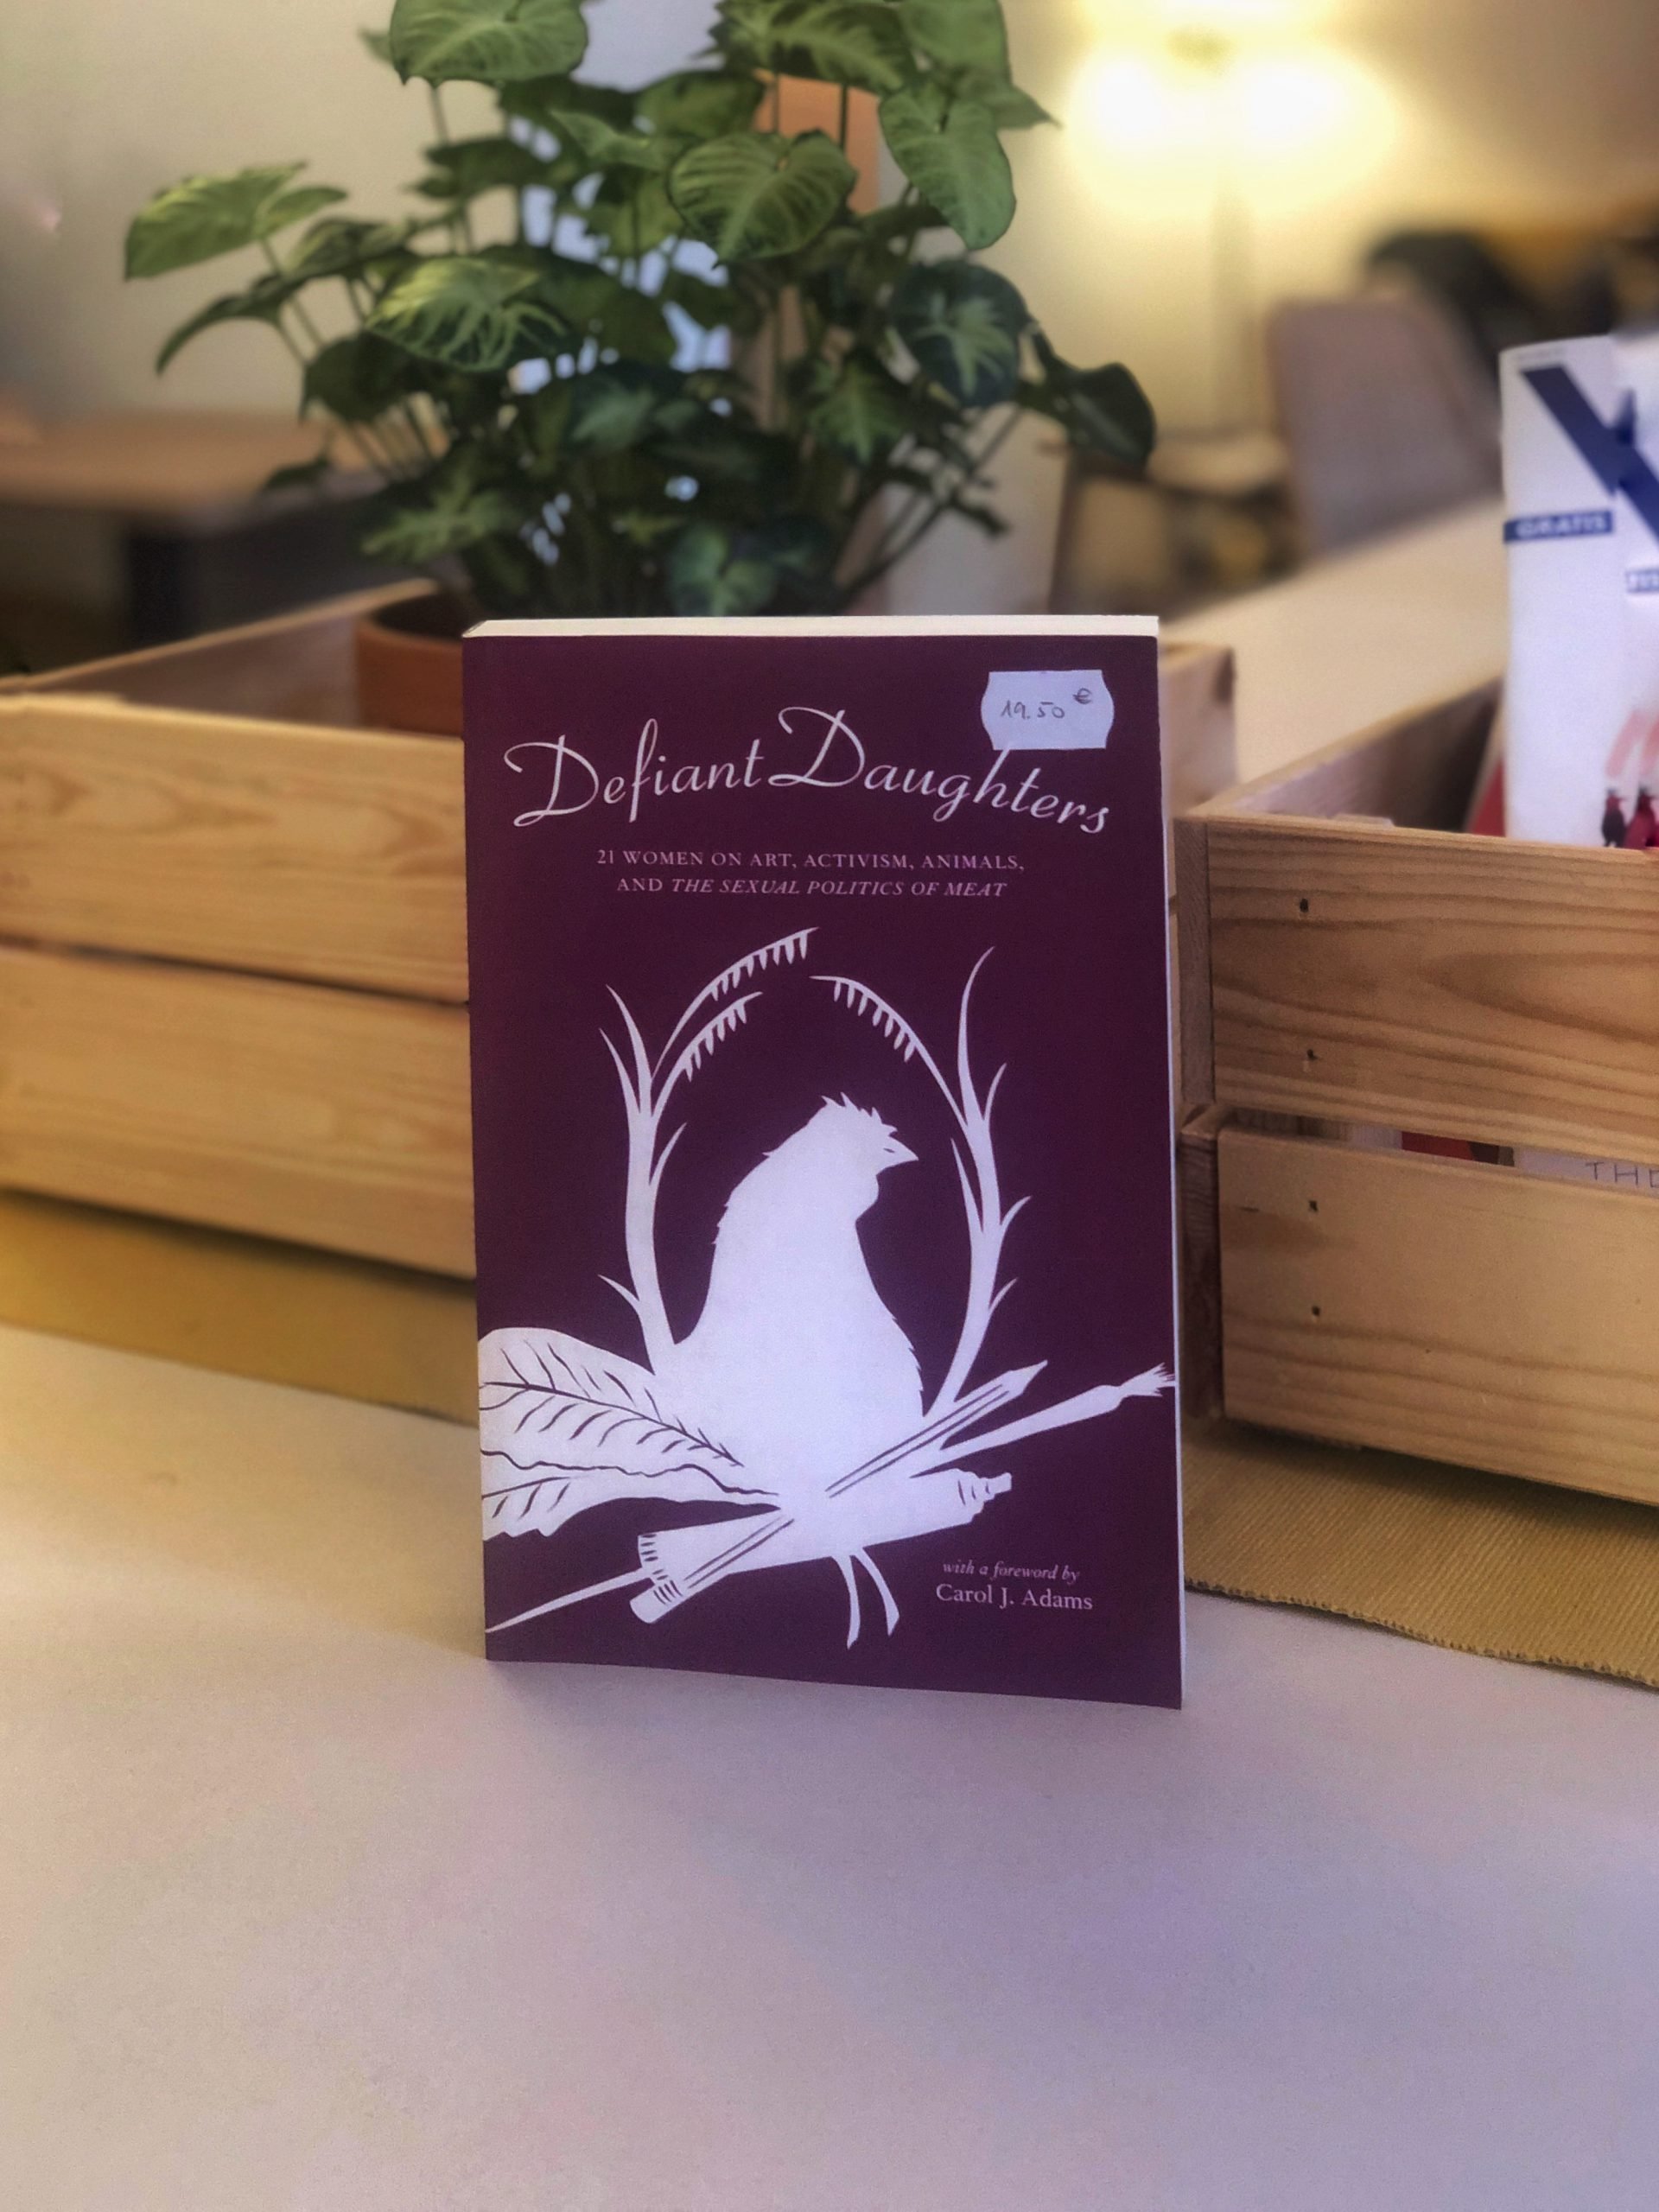 19.50 €
Defiant Daughters
21 WOMEN ON ART, ACTIVISM, ANIMALS,
AND THE SEXUAL POLITICS OF MEAT
with a foreword by
Carol J. Adams
GRATIS